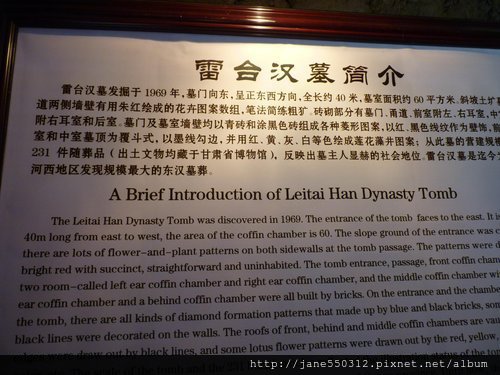 雷台汉墓简介
雷台汉墓发掘于1969年，墓门向东，呈正东西方向，全长约40米，墓室面积约60平方米。斜坡土圹
道两侧墙壁有用朱红绘成的花卉图案数组，笔法简练粗犷。砖砌部分有墓门、甬道、前室附左、右耳室，中
附右耳室和后室。墓门及墓室墙壁均以青砖和涂黑色砖组成各种菱形图案，以红、黑色线纹作为壁饰，前
室和中室墓顶为覆斗式，以墨线勾边，并用红、黄、灰、白等色绘成莲花藻井图案；从此墓的营建规模
231 件随葬品（出土文物均藏于甘肃省博物馆），反映出墓主人显赫的社会地位。雷台汉墓是迄今
河西地区发现规模最大的东汉墓葬。
A Brief Introduction of Leitai Han Dynasty Tomb
The Leitai Han Dynasty Tomb was discovered in 1969. The entrance of the tomb faces to the east. It
40m long from east to west, the area of the coffin chamber is 60. The slope ground of the entrance was
there are lots of flower-and-plant patterns on both sidewalls at the tomb passage. The patterns were
bright red with succinct, straightforward and uninhabited. The tomb entrance, passage, front coffin
two room-called left ear coffin chamber and right ear coffin chamber, and the middle coffin chamber
ear coffin chamber and a behind coffin chamber were all built by bricks. On the entrance and the
the tomb, there are all kinds of diamond formation patterns that made up by blue and black bricks,
black lines were decorated on the walls. The roofs of front, behind and middle coffin chambers are
were drew out by black lines, and some lotus flower patterns were drawn out by the red, yellow,
http://jane550312.pixnet.net/album